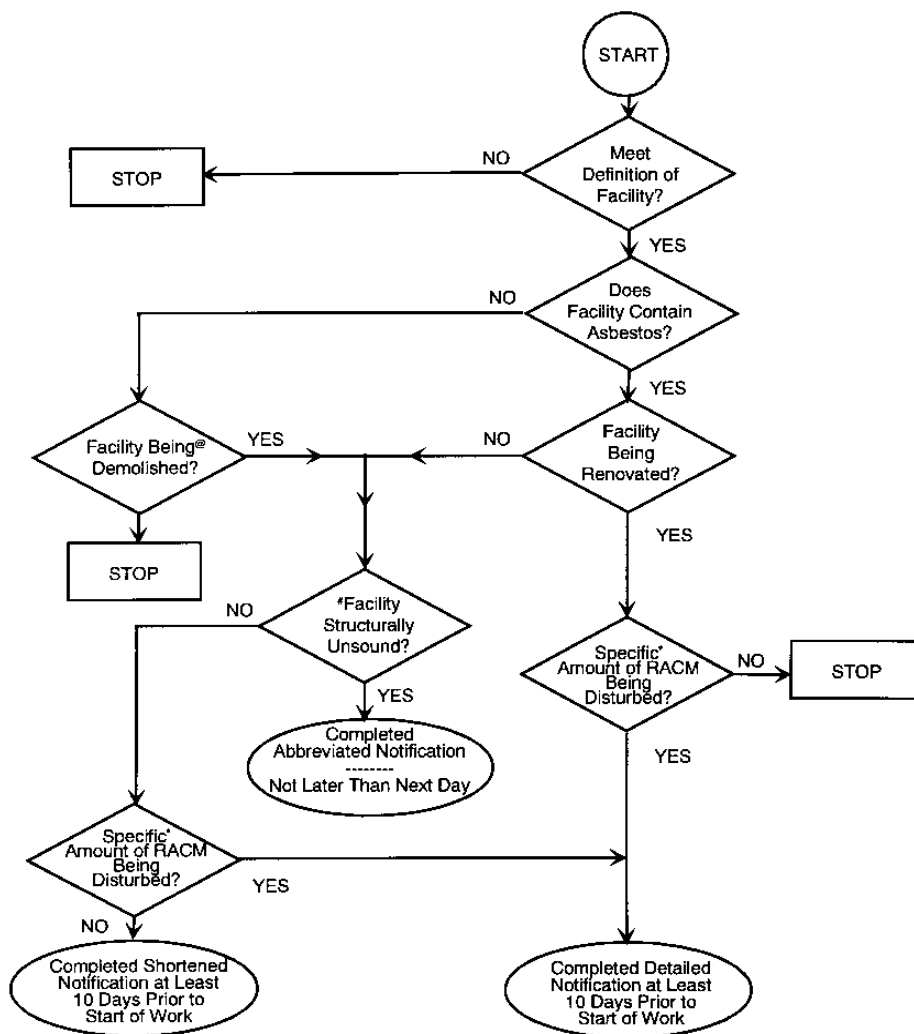 START
Meet
Definition of
Facility?
NO
STOP
YES
Does
Facility Contain
Asbestos?
NO
YES
Facility Being@
Demolished?
YES
NO
Facility
Being
Renovated?
STOP
YES
NO
#Facility
Structurally
Unsound?
YES
Specific*
Amount of RACM
Being
Disturbed?
NO
STOP
Completed
Abbreviated Notification
--------
Not Later Than Next Day
YES
Specific*
Amount of RACM
Being
Disturbed?
YES
NO
Completed Shortened
Notification at Least
10 Days Prior to
Start of Work
Completed Detailed
Notification at Least
10 Days Prior to
Start of Work